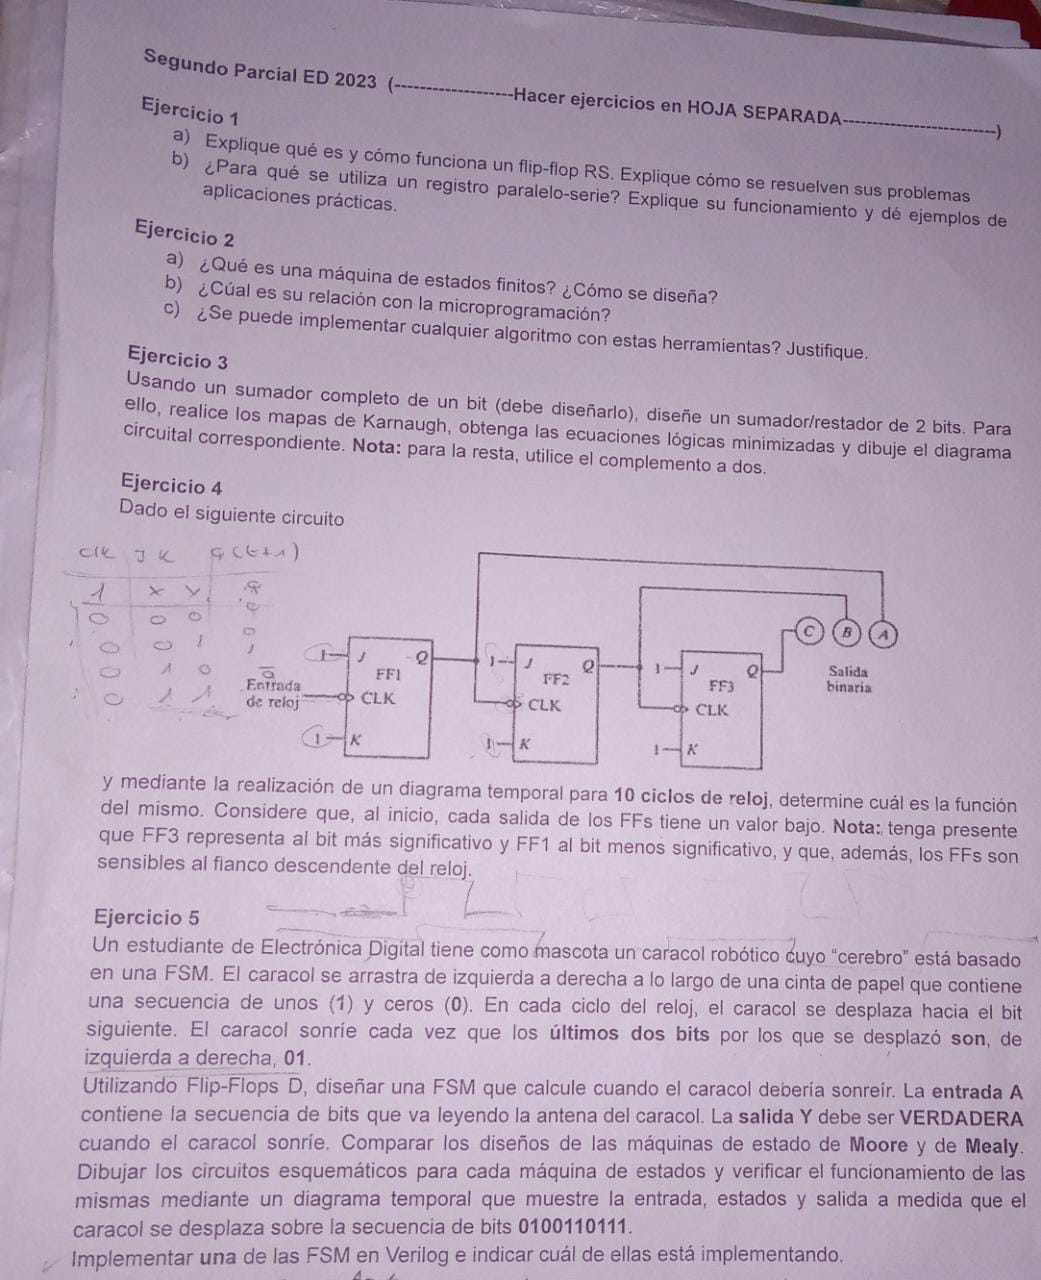 Segundo Parcial ED 2023 (-------------------Hacer ejercicios en HOJA SEPARADA-------------------------)
Ejercicio 1
a) Explique qué es y cómo funciona un flip-flop RS. Explique cómo se resuelven sus problemas
b) ¿Para qué se utiliza un registro paralelo-serie? Explique su funcionamiento y dé ejemplos de
aplicaciones prácticas.
Ejercicio 2
a) ¿Qué es una máquina de estados finitos? ¿Cómo se diseña?
b) ¿Cúal es su relación con la microprogramación?
c) ¿Se puede implementar cualquier algoritmo con estas herramientas? Justifique.
Ejercicio 3
Usando un sumador completo de un bit (debe diseñarlo), diseñe un sumador/restador de 2 bits. Para
ello, realice los mapas de Karnaugh, obtenga las ecuaciones lógicas minimizadas y dibuje el diagrama
circuital correspondiente. Nota: para la resta, utilice el complemento a dos.
Ejercicio 4
Dado el siguiente circuito
CLK J K Q(t+1)
1 X Y Q
0 0 0 Q
0 0 1 0
0 1 0 1
0 1 1 Q̅
C B A
Salida
binaria
1 J Q 1 J Q 1 J Q
FF1 FF2 FF3
Entrada
de reloj
CLK CLK CLK
1 K 1 K 1 K
y mediante la realización de un diagrama temporal para 10 ciclos de reloj, determine cuál es la función
del mismo. Considere que, al inicio, cada salida de los FFs tiene un valor bajo. Nota: tenga presente
que FF3 representa al bit más significativo y FF1 al bit menos significativo, y que, además, los FFs son
sensibles al flanco descendente del reloj.
Ejercicio 5
Un estudiante de Electrónica Digital tiene como mascota un caracol robótico cuyo "cerebro" está basado
en una FSM. El caracol se arrastra de izquierda a derecha a lo largo de una cinta de papel que contiene
una secuencia de unos (1) y ceros (0). En cada ciclo del reloj, el caracol se desplaza hacia el bit
siguiente. El caracol sonríe cada vez que los últimos dos bits por los que se desplazó son, de
izquierda a derecha, 01.
Utilizando Flip-Flops D, diseñar una FSM que calcule cuando el caracol debería sonreír. La entrada A
contiene la secuencia de bits que va leyendo la antena del caracol. La salida Y debe ser VERDADERA
cuando el caracol sonríe. Comparar los diseños de las máquinas de estado de Moore y de Mealy.
Dibujar los circuitos esquemáticos para cada máquina de estados y verificar el funcionamiento de las
mismas mediante un diagrama temporal que muestre la entrada, estados y salida a medida que el
caracol se desplaza sobre la secuencia de bits 0100110111.
Implementar una de las FSM en Verilog e indicar cuál de ellas está implementando.